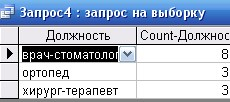 Запрос4 : запрос на выборку
Должность Count-Должнос
врач-стоматолог 8
ортопед 3
хирург-терапевт 3